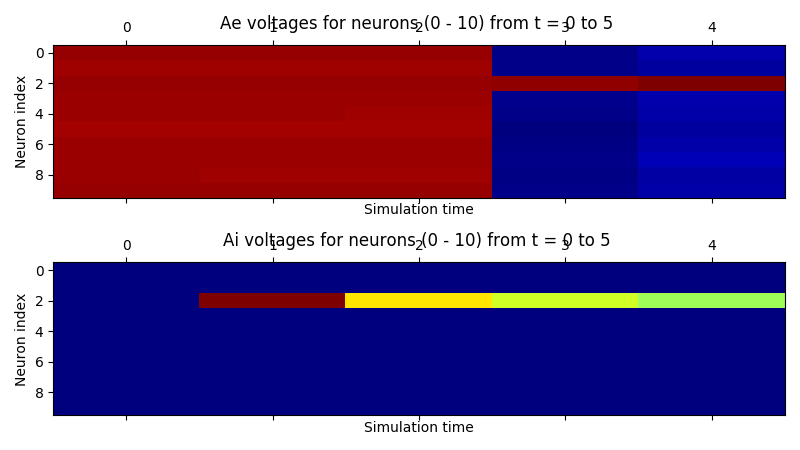 Ae voltages for neurons (0 - 10) from t = 0 to 5
0 1 2 3 4
0
2
4
6
8
Neuron index
Simulation time
Ai voltages for neurons (0 - 10) from t = 0 to 5
0 1 2 3 4
0
2
4
6
8
Neuron index
Simulation time